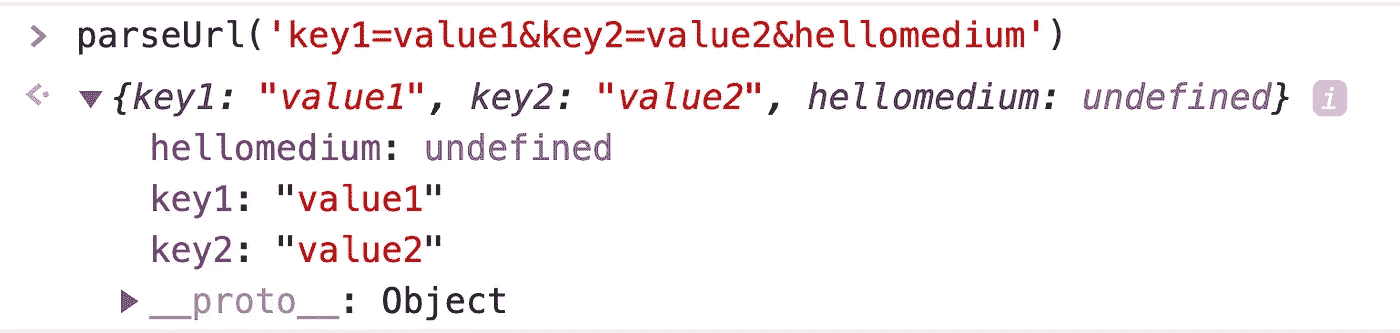 > parseUrl('key1=value1&key2=value2&hellomedium')
{key1: "value1", key2: "value2", hellomedium: undefined} i
hellomedium: undefined
key1: "value1"
key2: "value2"
__proto__: Object